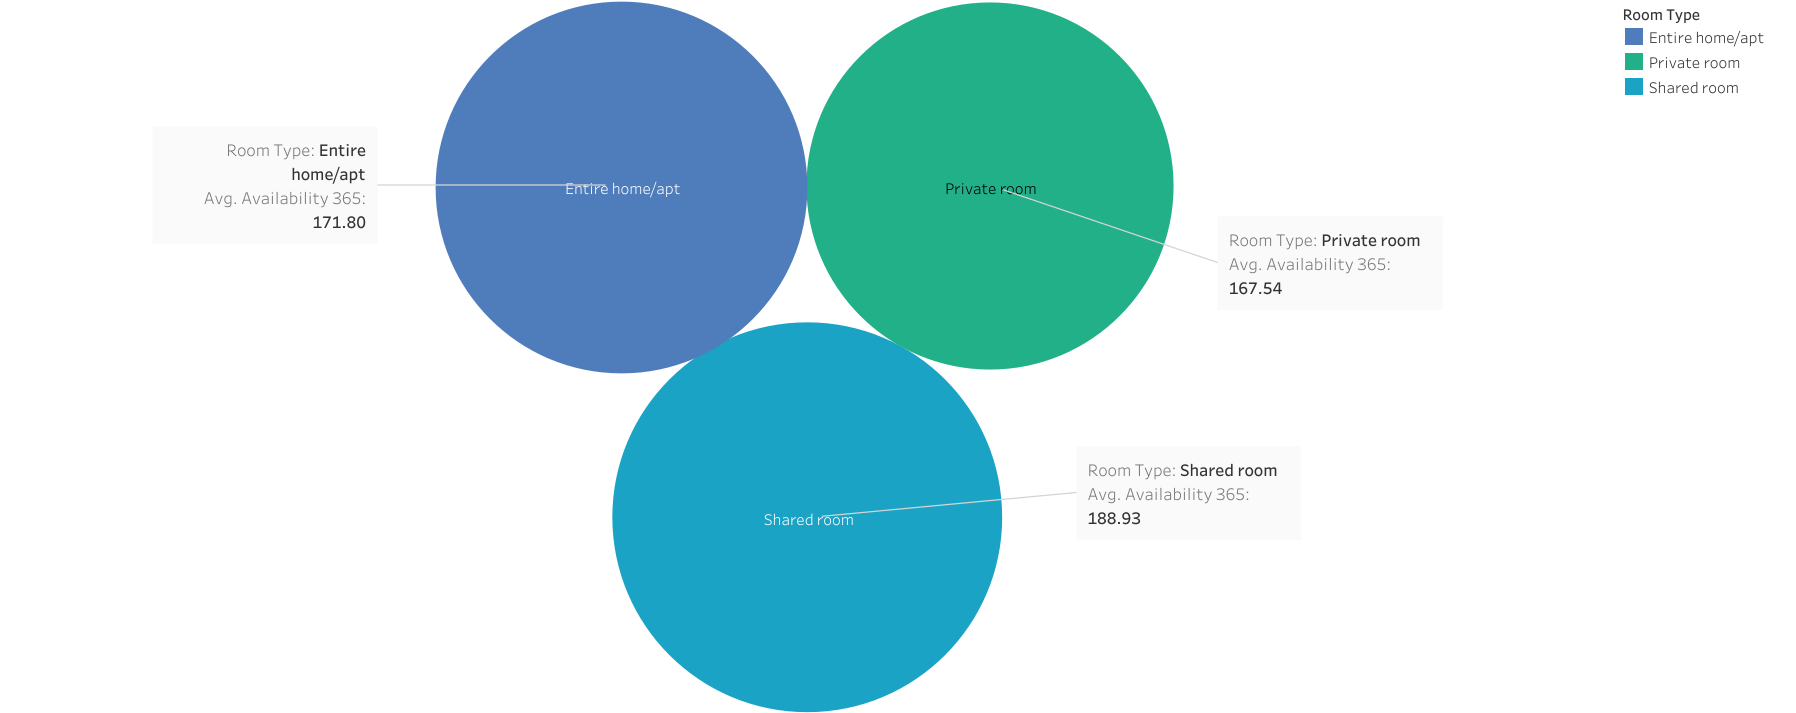 Room Type
Entire home/apt
Private room
Shared room
Room Type: Entire
home/apt
Avg. Availability 365:
171.80
Entire home/apt
Private room
Room Type: Private room
Avg. Availability 365:
167.54
Room Type: Shared room
Avg. Availability 365:
188.93
Shared room